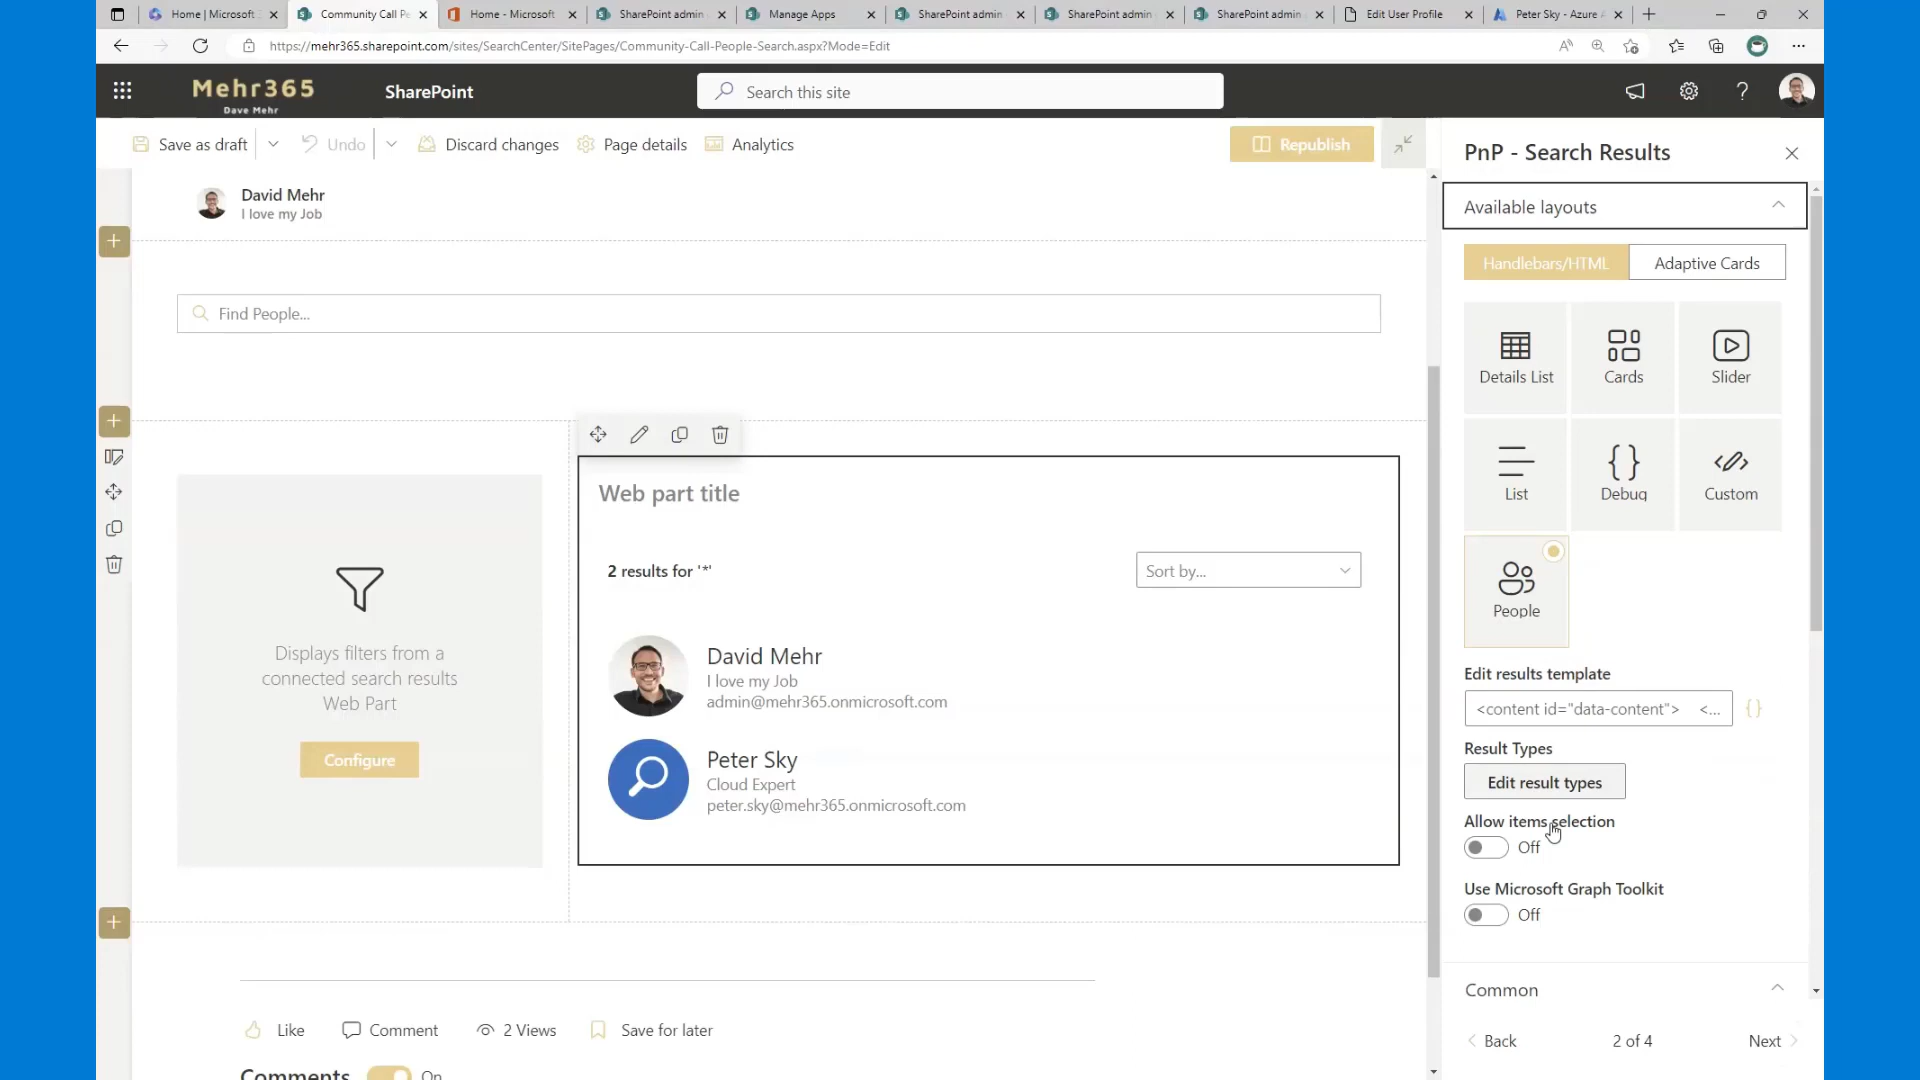 Home | Microsoft
Community Call Pe
Home - Microsoft
SharePoint admin
Manage Apps
SharePoint admin
SharePoint admin
SharePoint admin
Edit User Profile
Peter Sky - Azure A
https://mehr365.sharepoint.com/sites/SearchCenter/SitePages/Community-Call-People-Search.aspx?Mode=Edit
Mehr365
Dave Mehr
SharePoint
Search this site
Save as draft
Undo
Discard changes
Page details
Analytics
Republish
David Mehr
I love my Job
Find People...
Displays filters from a
connected search results
Web Part
Configure
Web part title
2 results for '*'
Sort by...
David Mehr
I love my Job
admin@mehr365.onmicrosoft.com
Peter Sky
Cloud Expert
peter.sky@mehr365.onmicrosoft.com
Like
Comment
2 Views
Save for later
Comments
On
PnP - Search Results
Available layouts
Handlebars/HTML
Adaptive Cards
Details List
Cards
Slider
List
Debug
Custom
People
Edit results template
<content id="data-content">    <...
{}
Result Types
Edit result types
Allow items selection
Off
Use Microsoft Graph Toolkit
Off
Common
Back
2 of 4
Next